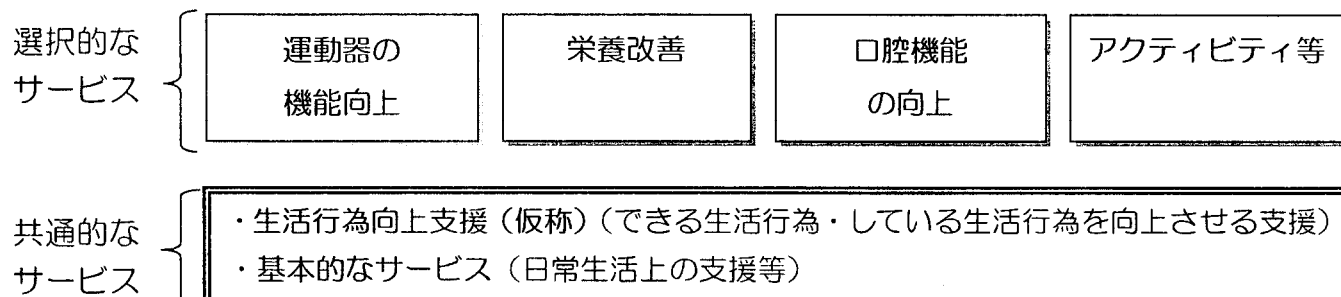 選択的な
サービス
運動器の
機能向上
栄養改善
口腔機能
の向上
アクティビティ等
共通的な
サービス
・生活行為向上支援(仮称)(できる生活行為・している生活行為を向上させる支援)
・基本的なサービス(日常生活上の支援等)